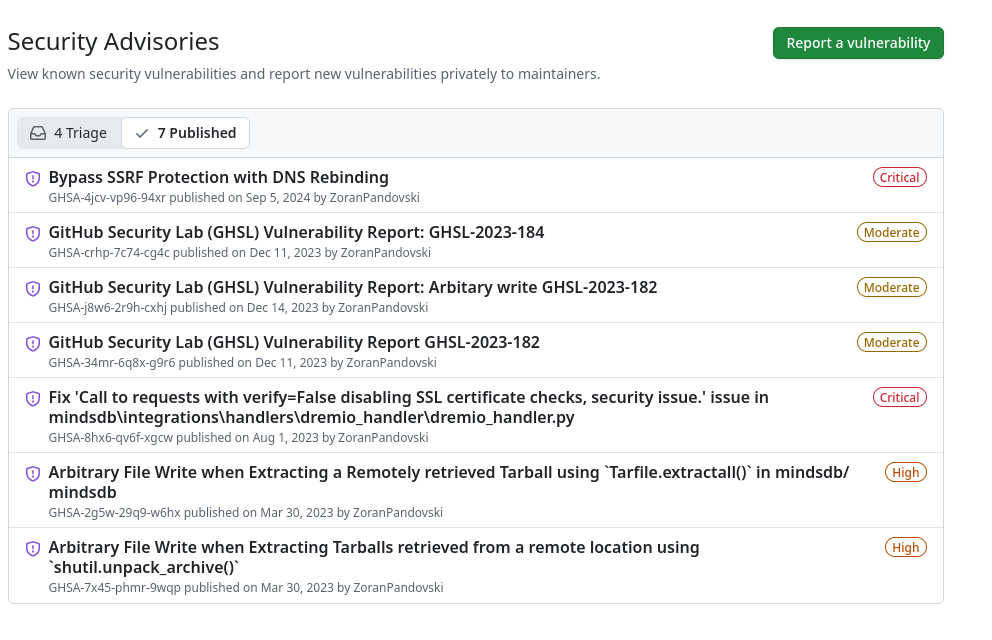 Security Advisories
Report a vulnerability
View known security vulnerabilities and report new vulnerabilities privately to maintainers.
4 Triage
7 Published
Bypass SSRF Protection with DNS Rebinding
Critical
GHSA-4jcv-vp96-94xr published on Sep 5, 2024 by ZoranPandovski
GitHub Security Lab (GHSL) Vulnerability Report: GHSL-2023-184
Moderate
GHSA-crhp-7c74-cg4c published on Dec 11, 2023 by ZoranPandovski
GitHub Security Lab (GHSL) Vulnerability Report: Arbitary write GHSL-2023-182
Moderate
GHSA-j8w6-2r9h-cxhj published on Dec 14, 2023 by ZoranPandovski
GitHub Security Lab (GHSL) Vulnerability Report GHSL-2023-182
Moderate
GHSA-34mr-6q8x-g9r6 published on Dec 11, 2023 by ZoranPandovski
Fix 'Call to requests with verify=False disabling SSL certificate checks, security issue.' issue in
Critical
mindsdb\integrations\handlers\dremio_handler\dremio_handler.py
GHSA-8hx6-qv6f-xgcw published on Aug 1, 2023 by ZoranPandovski
Arbitrary File Write when Extracting a Remotely retrieved Tarball using `Tarfile.extractall()` in mindsdb/
High
mindsdb
GHSA-2g5w-29q9-w6hx published on Mar 30, 2023 by ZoranPandovski
Arbitrary File Write when Extracting Tarballs retrieved from a remote location using
High
`shutil.unpack_archive()`
GHSA-7x45-phmr-9wqp published on Mar 30, 2023 by ZoranPandovski